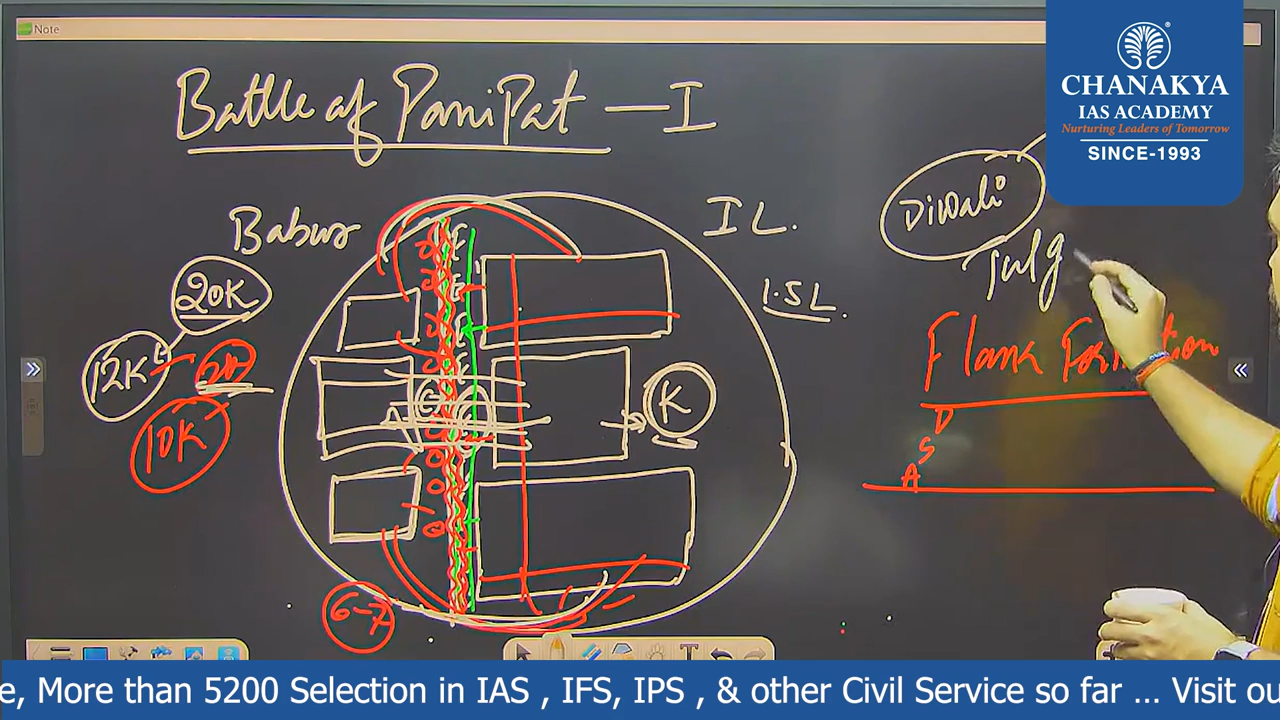 Note
Battle of PaniPat — I
CHANAKYA
IAS ACADEMY
Nurturing Leaders of Tomorrow
SINCE-1993
Babur
I L.
Diwali
Tulg
20K
1.5 L.
12K
10K
K
Flank Formation
D
S
A
6-7
e, More than 5200 Selection in IAS , IFS, IPS , & other Civil Service so far ... Visit ou